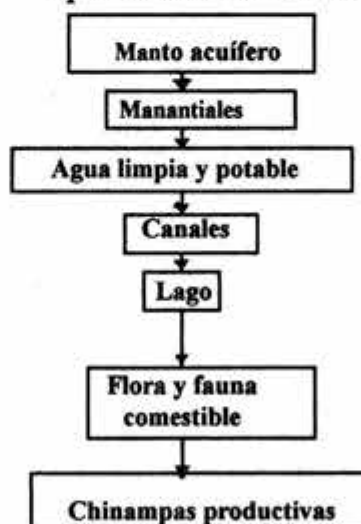 Manto acuífero
Manantiales
Agua limpia y potable
Canales
Lago
Flora y fauna
comestible
Chinampas productivas